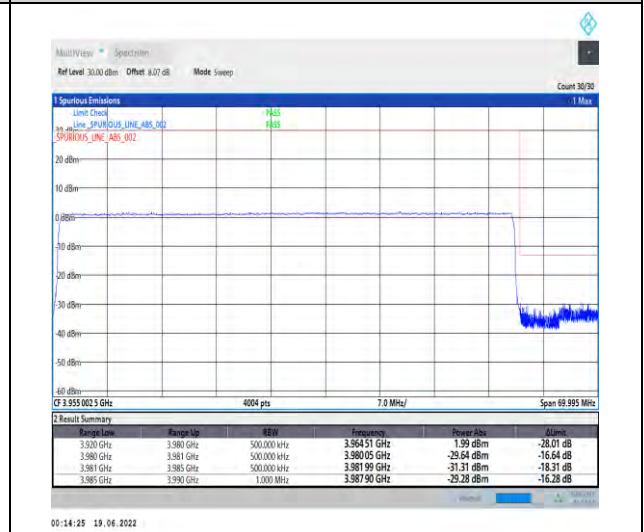 MultiView Spectrum
Ref Level 30.00 dBm Offset 8.07 dB Mode Sweep
Count 30/30
1 Spurious Emissions 1 Max
Limit Check PASS
Line _SPURIOUS_LINE_ABS_002 PASS
_SPURIOUS_LINE_ABS_002
20 dBm
10 dBm
0 dBm
-10 dBm
-20 dBm
-30 dBm
-40 dBm
-50 dBm
-60 dBm
CF 3.955 002 5 GHz 4004 pts 7.0 MHz/ Span 69.995 MHz
2 Result Summary
Range Low Range Up RBW Frequency Power Abs ΔLimit
3.920 GHz 3.980 GHz 500.000 kHz 3.964 51 GHz 1.99 dBm -28.01 dB
3.980 GHz 3.981 GHz 500.000 kHz 3.980 05 GHz -29.64 dBm -16.64 dB
3.981 GHz 3.985 GHz 500.000 kHz 3.981 99 GHz -31.31 dBm -18.31 dB
3.985 GHz 3.990 GHz 1.000 MHz 3.987 90 GHz -29.28 dBm -16.28 dB
00:14:25 19.06.2022